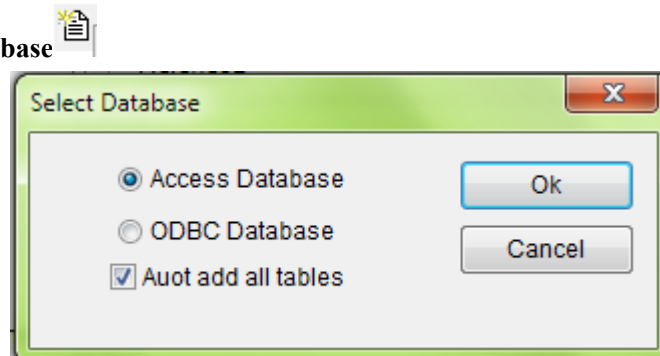 base
Select Database
Access Database
Ok
ODBC Database
Cancel
Auot add all tables